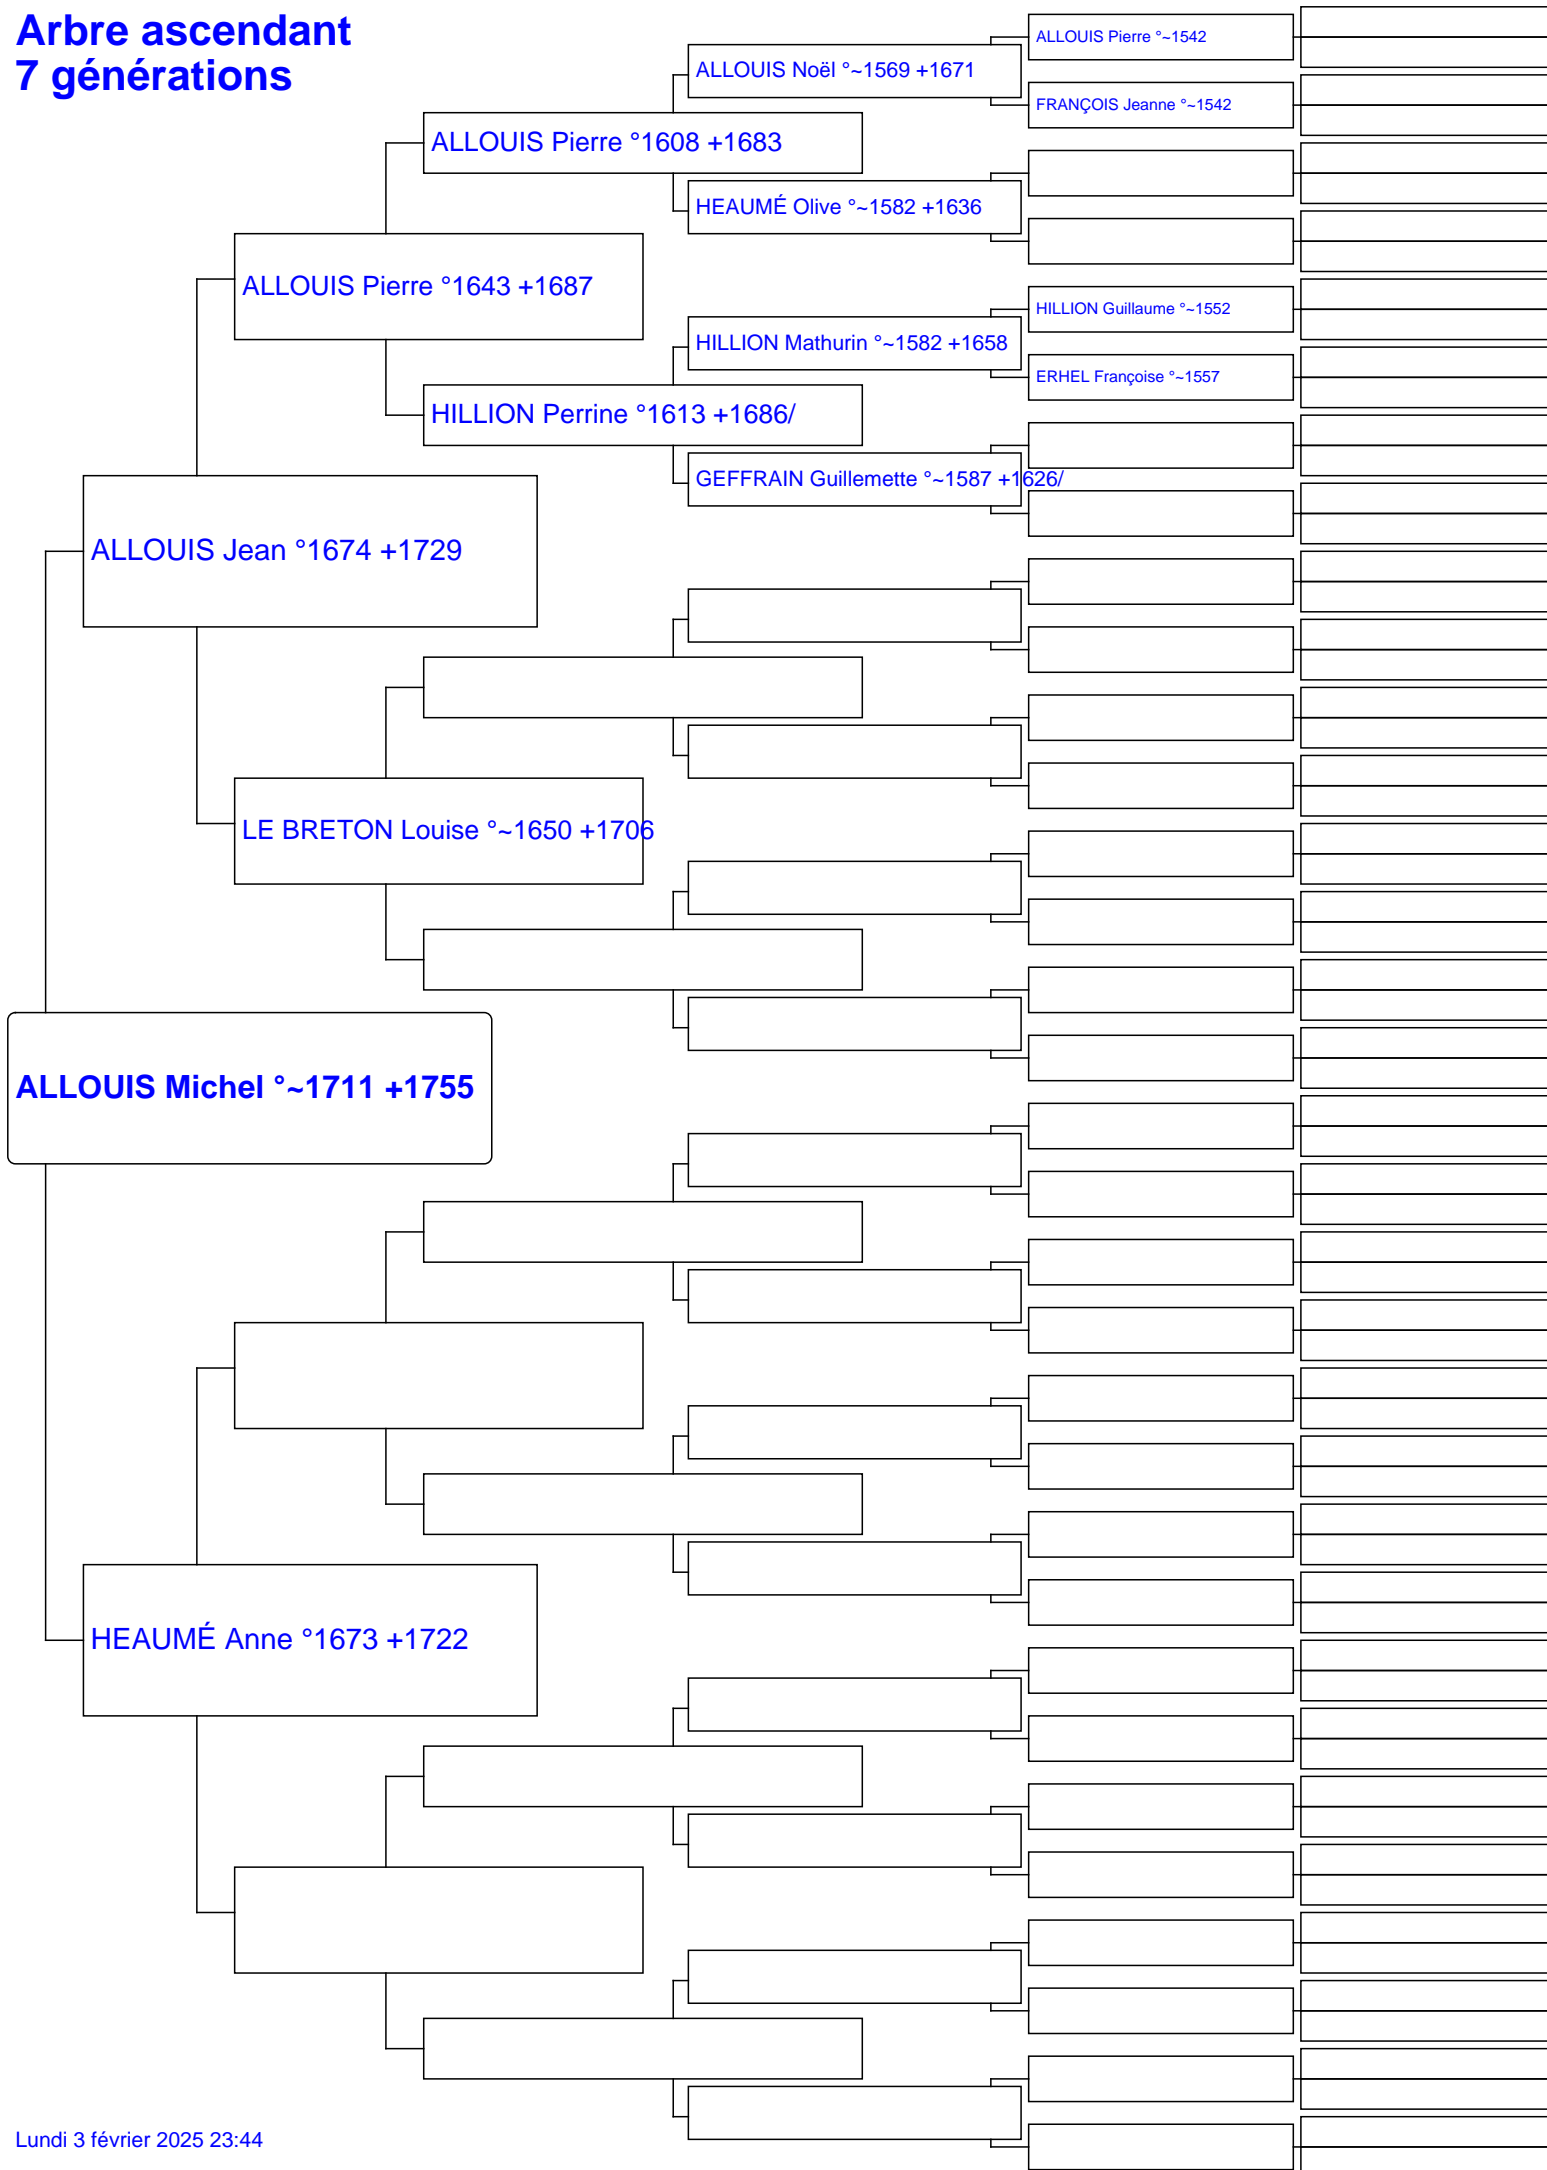 Arbre ascendant
7 générations
ALLOUIS Pierre °~1542
ALLOUIS Noël °~1569 +1671
FRANÇOIS Jeanne °~1542
ALLOUIS Pierre °1608 +1683
HEAUMÉ Olive °~1582 +1636
ALLOUIS Pierre °1643 +1687
HILLION Guillaume °~1552
HILLION Mathurin °~1582 +1658
ERHEL Françoise °~1557
HILLION Perrine °1613 +1686/
GEFFRAIN Guillemette °~1587 +1626/
ALLOUIS Jean °1674 +1729
LE BRETON Louise °~1650 +1706
ALLOUIS Michel °~1711 +1755
HEAUMÉ Anne °1673 +1722
Lundi 3 février 2025 23:44